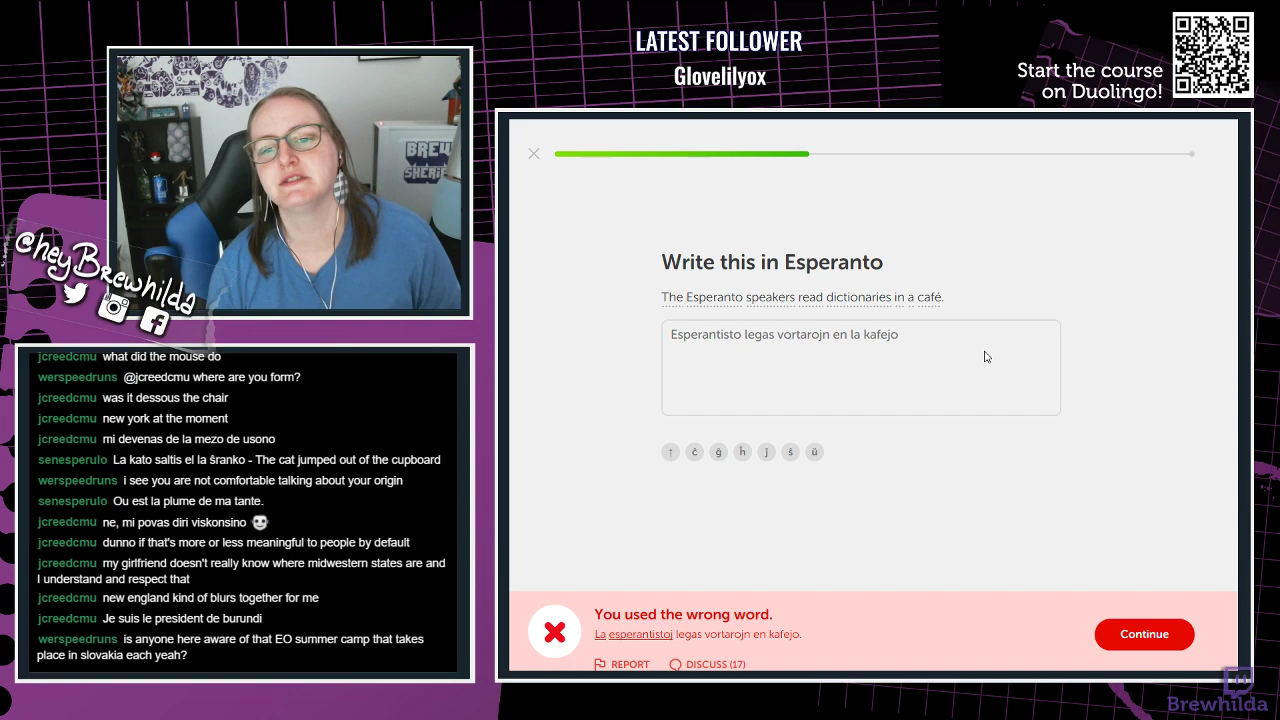 LATEST FOLLOWER
Glovelilyox
Start the course
on Duolingo!
BREW
SHERIF
@heyBrewhilda
Write this in Esperanto
The Esperanto speakers read dictionaries in a café.
Esperantisto legas vortarojn en la kafejo
↑ ĉ ĝ ĥ ĵ ŝ ŭ
You used the wrong word.
La esperantistoj legas vortarojn en kafejo.
REPORT DISCUSS (17)
Continue
jcreedcmu what did the mouse do
werspeedruns @jcreedcmu where are you form?
jcreedcmu was it dessous the chair
jcreedcmu new york at the moment
jcreedcmu mi devenas de la mezo de usono
senesperulo La kato saltis el la ŝranko - The cat jumped out of the cupboard
werspeedruns i see you are not comfortable talking about your origin
senesperulo Ou est la plume de ma tante.
jcreedcmu ne, mi povas diri viskonsino
jcreedcmu dunno if that's more or less meaningful to people by default
jcreedcmu my girlfriend doesn't really know where midwestern states are and
I understand and respect that
jcreedcmu new england kind of blurs together for me
jcreedcmu Je suis le president de burundi
werspeedruns is anyone here aware of that EO summer camp that takes
place in slovakia each yeah?
Brewhilda